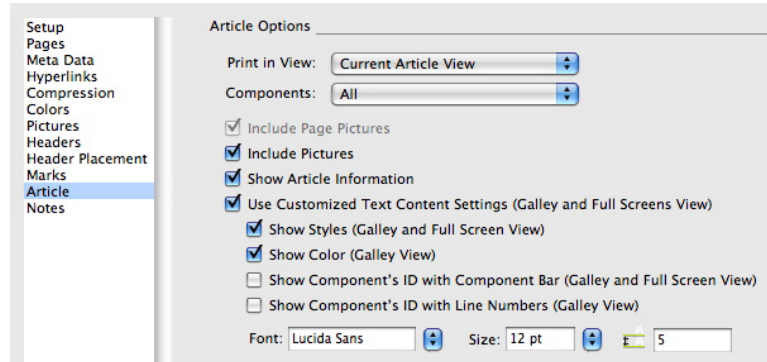 Setup
Pages
Meta Data
Hyperlinks
Compression
Colors
Pictures
Headers
Header Placement
Marks
Article
Notes
Article Options
Print in View: Current Article View
Components: All
Include Page Pictures
Include Pictures
Show Article Information
Use Customized Text Content Settings (Galley and Full Screens View)
Show Styles (Galley and Full Screen View)
Show Color (Galley View)
Show Component's ID with Component Bar (Galley and Full Screen View)
Show Component's ID with Line Numbers (Galley View)
Font: Lucida Sans Size: 12 pt 5